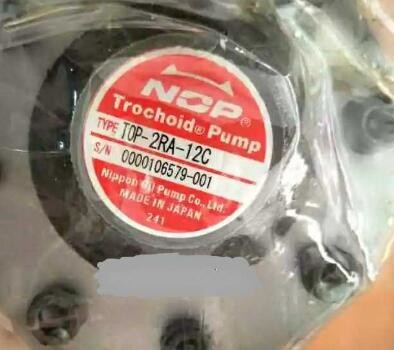 NOP®
Trochoid® Pump
TYPE TOP-2RA-12C
S/N 0000106579-001
Nippon Oil Pump Co., Ltd.
MADE IN JAPAN
241